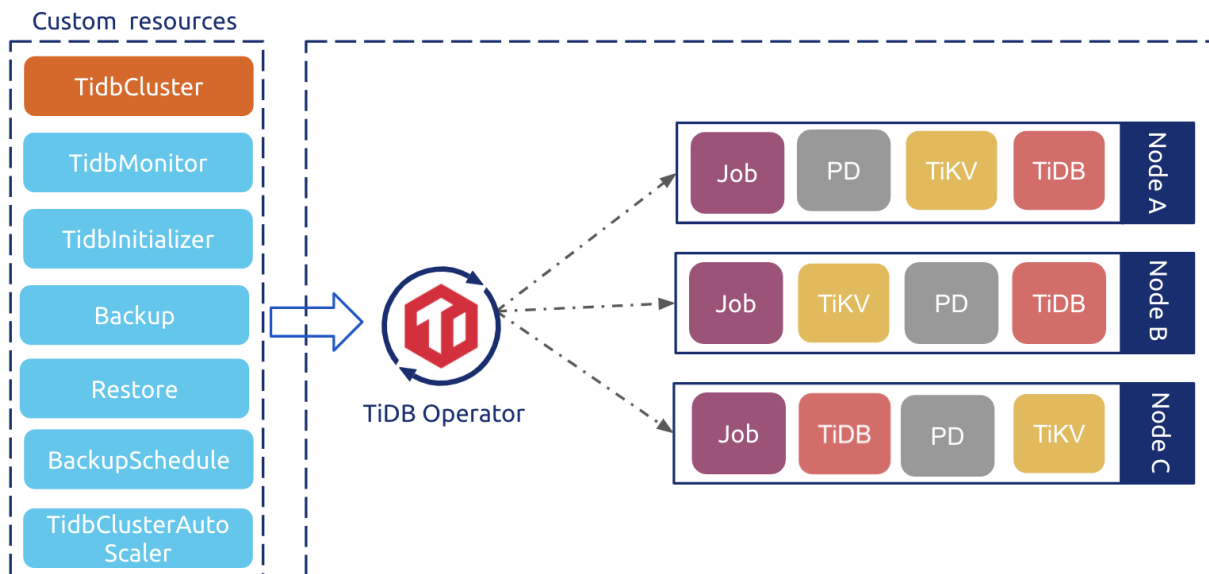 Custom resources
TidbCluster
TidbMonitor
TidbInitializer
Backup
Restore
BackupSchedule
TidbClusterAuto
Scaler
Ti
TiDB Operator
Job PD TiKV TiDB Node A
Job TiKV PD TiDB Node B
Job TiDB PD TiKV Node C